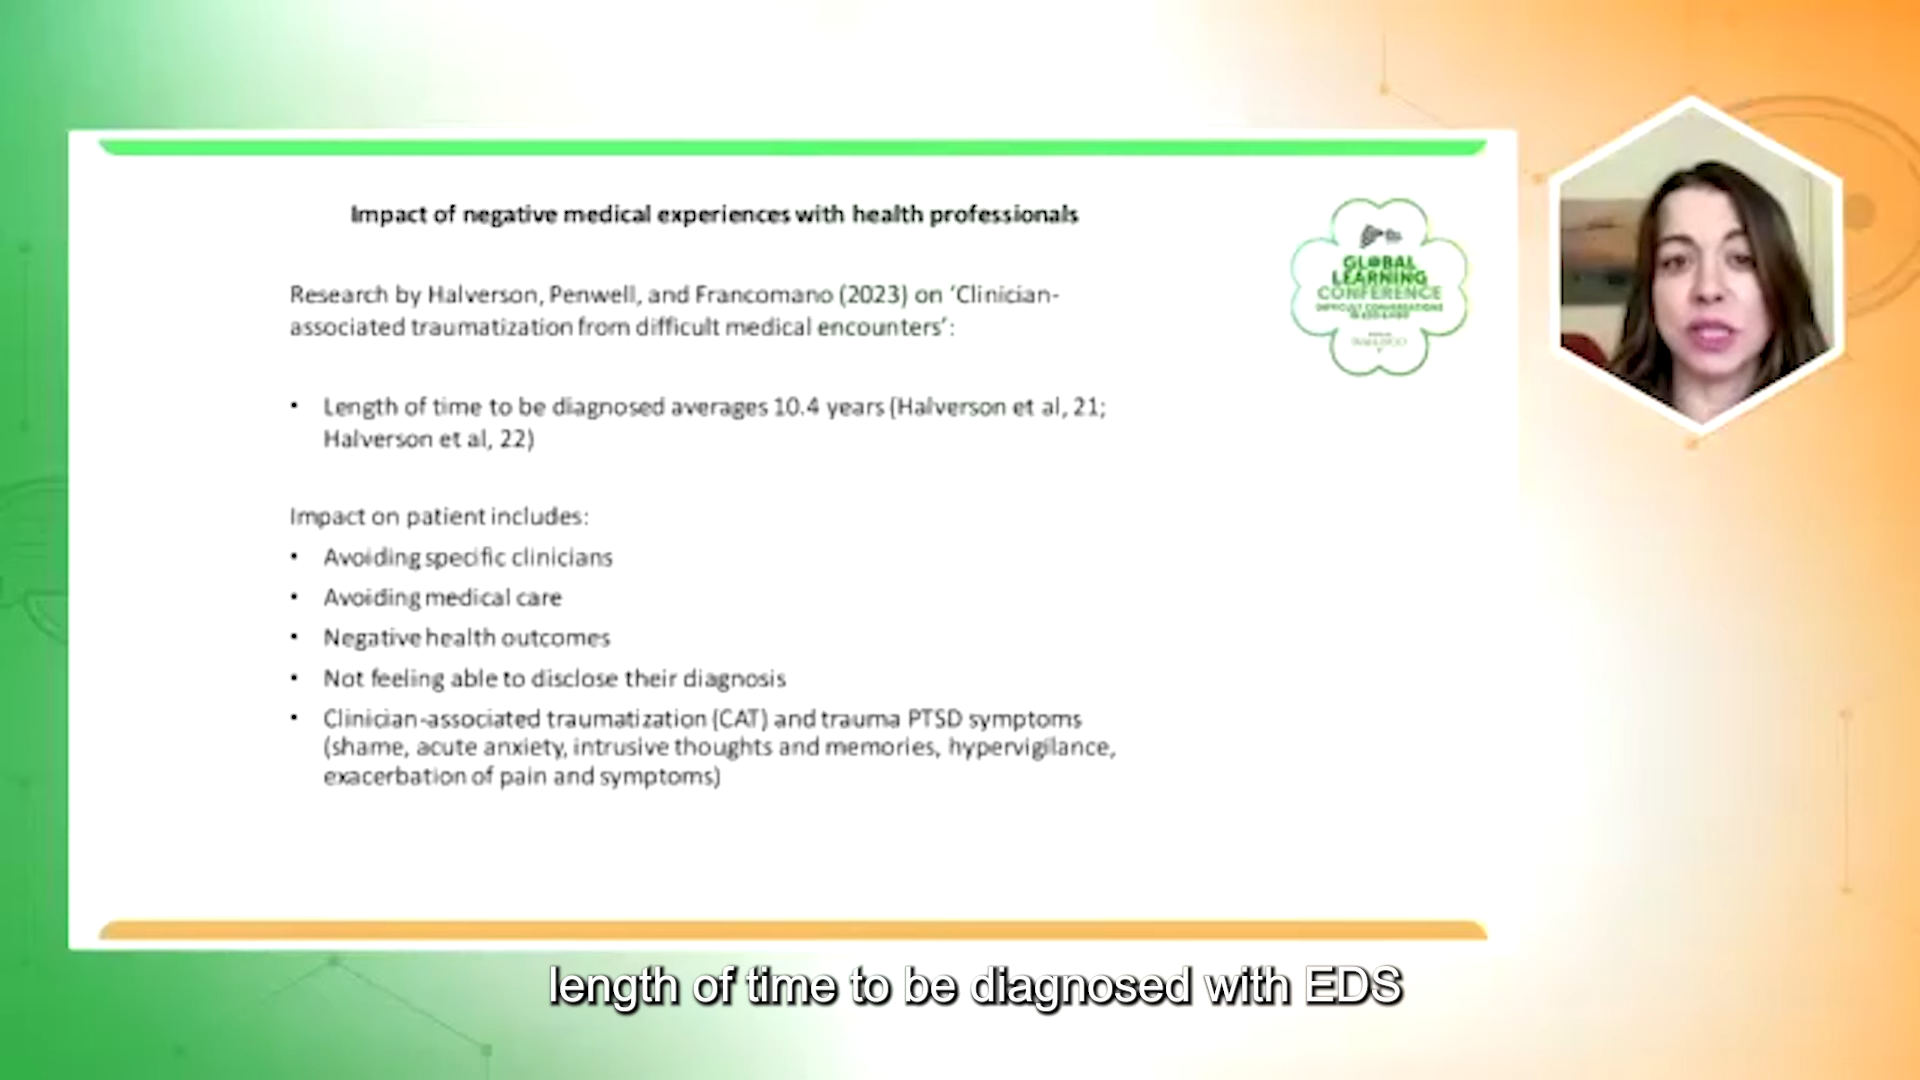 Impact of negative medical experiences with health professionals
Research by Halverson, Penwell, and Francomano (2023) on ‘Clinician-
associated traumatization from difficult medical encounters’:
• Length of time to be diagnosed averages 10.4 years (Halverson et al, 21;
Halverson et al, 22)
Impact on patient includes:
• Avoiding specific clinicians
• Avoiding medical care
• Negative health outcomes
• Not feeling able to disclose their diagnosis
• Clinician-associated traumatization (CAT) and trauma PTSD symptoms
(shame, acute anxiety, intrusive thoughts and memories, hypervigilance,
exacerbation of pain and symptoms)
GLOBAL
LEARNING
CONFERENCE
DIFFICULT CONVERSATIONS
length of time to be diagnosed with EDS